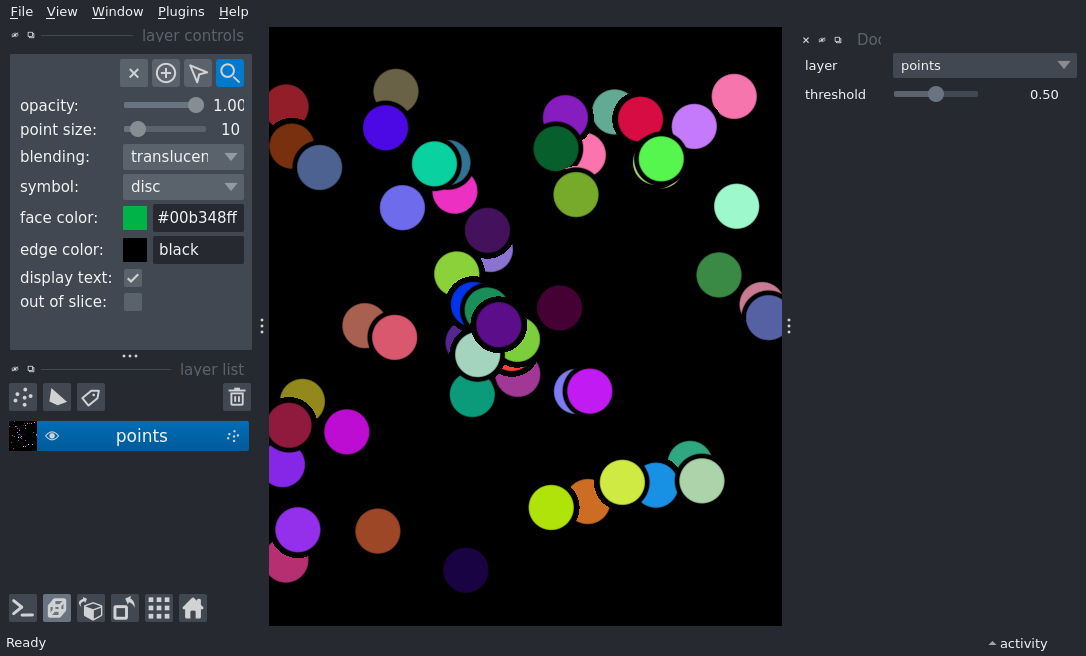 File View Window Plugins Help
layer controls
opacity: 1.00
point size: 10
blending: translucen
symbol: disc
face color: #00b348ff
edge color: black
display text:
out of slice:
layer list
points
Ready
layer points
threshold 0.50
activity